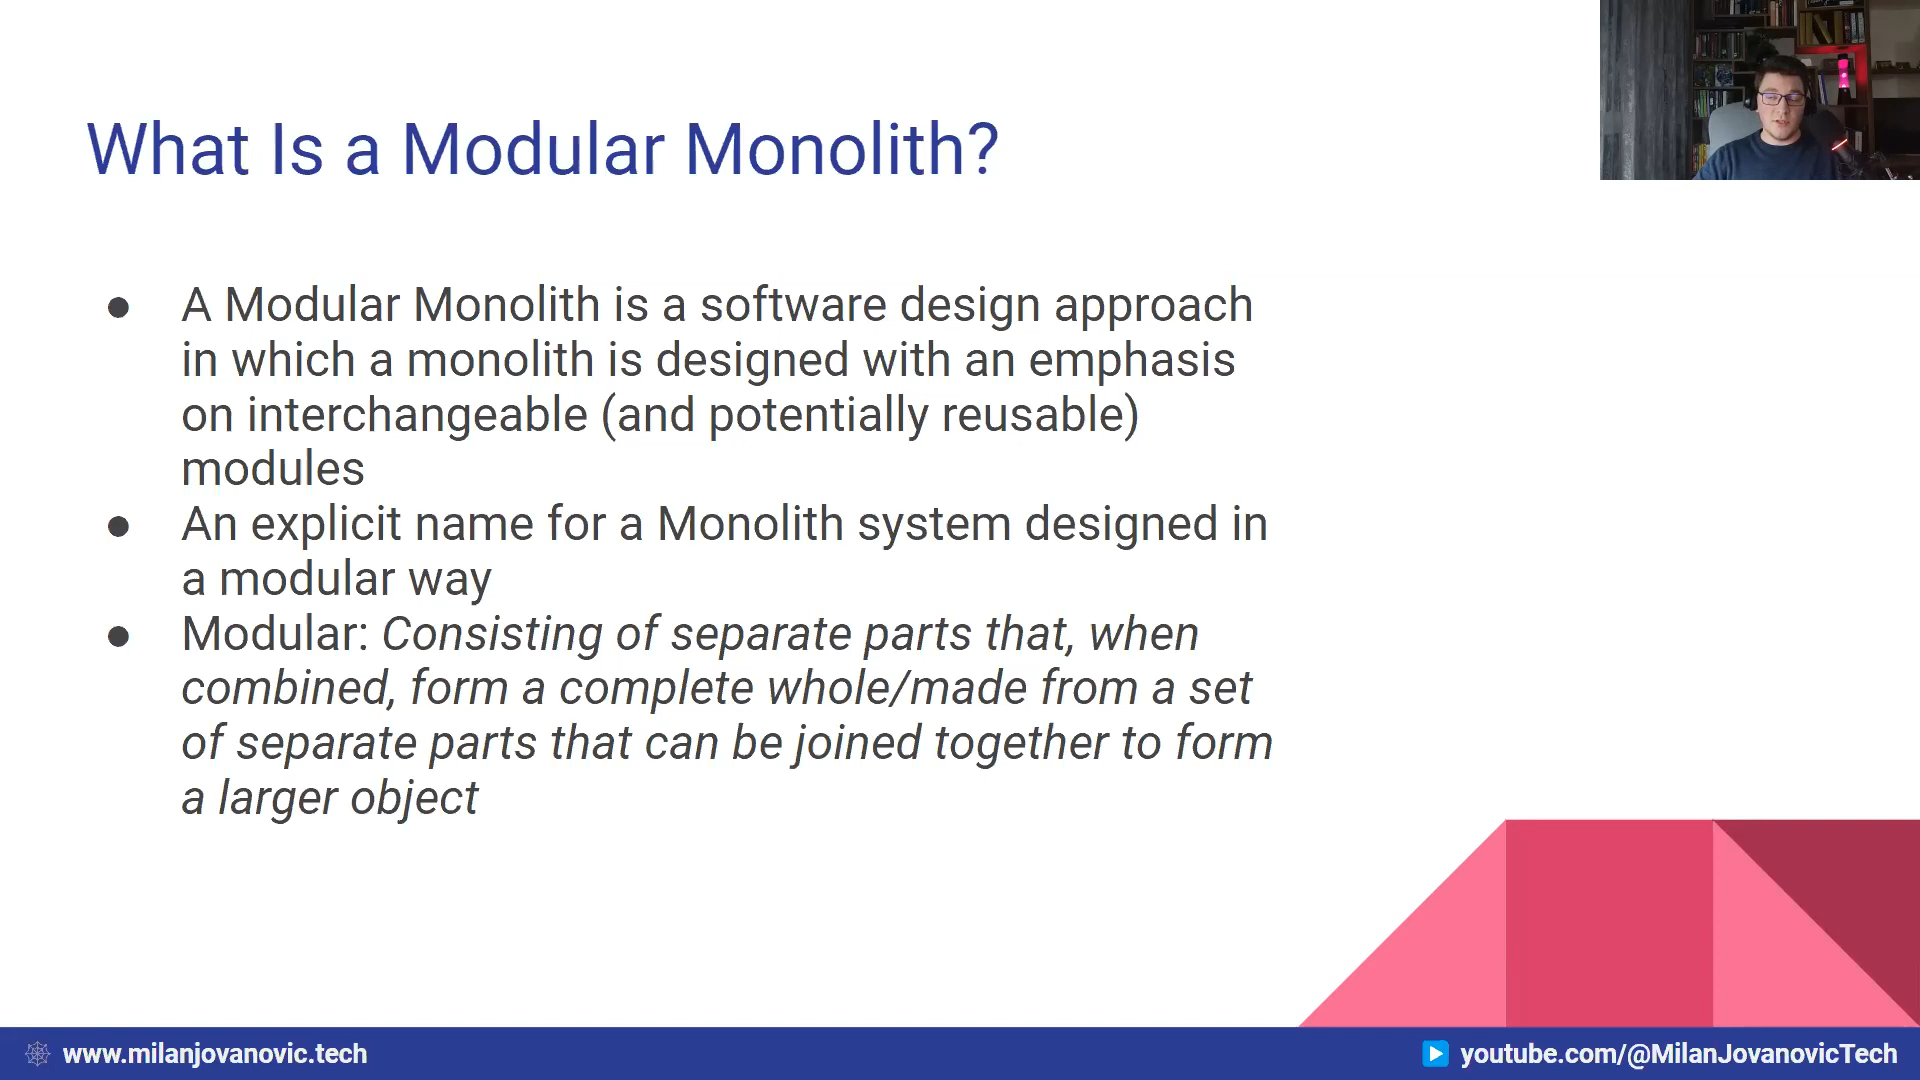 What Is a Modular Monolith?
● A Modular Monolith is a software design approach
in which a monolith is designed with an emphasis
on interchangeable (and potentially reusable)
modules
● An explicit name for a Monolith system designed in
a modular way
● Modular: Consisting of separate parts that, when
combined, form a complete whole/made from a set
of separate parts that can be joined together to form
a larger object
www.milanjovanovic.tech
youtube.com/@MilanJovanovicTech